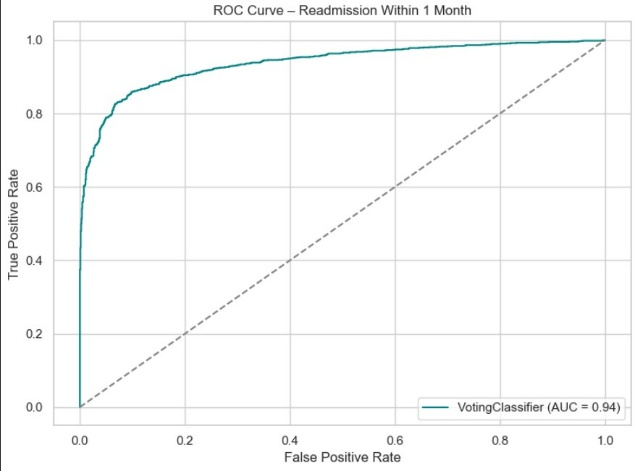 ROC Curve – Readmission Within 1 Month
True Positive Rate
1.0
0.8
0.6
0.4
0.2
0.0
0.0 0.2 0.4 0.6 0.8 1.0
False Positive Rate
VotingClassifier (AUC = 0.94)